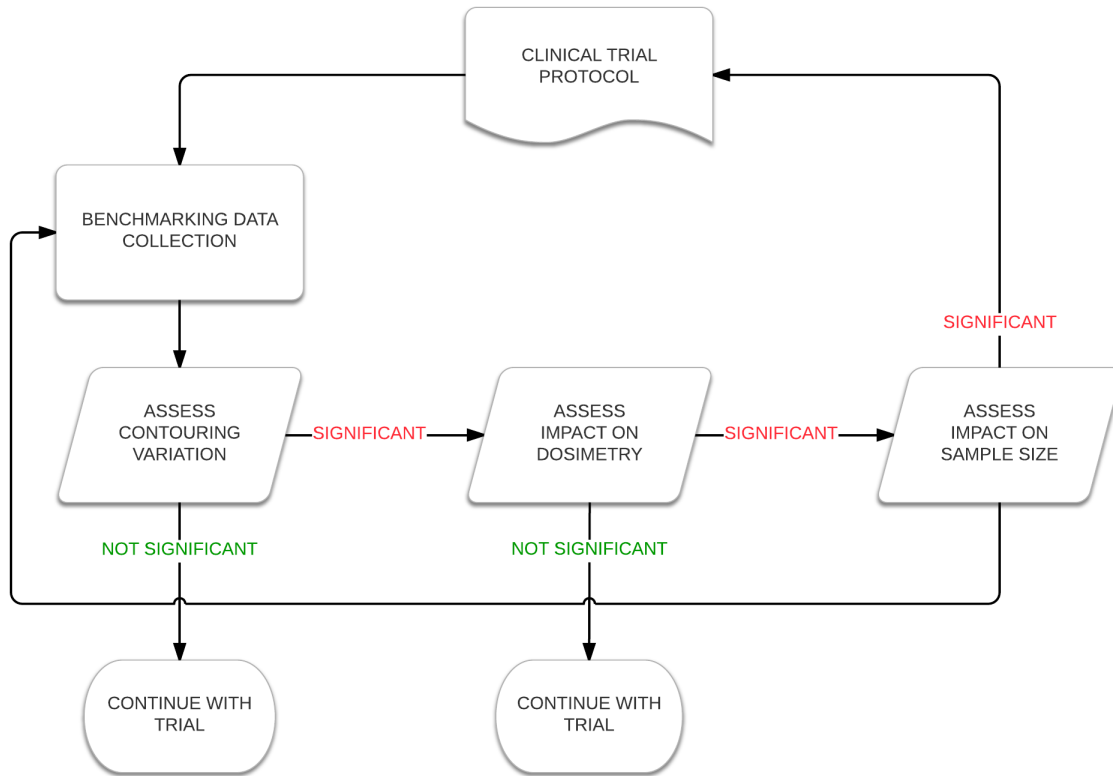 CLINICAL TRIAL
PROTOCOL
BENCHMARKING DATA
COLLECTION
SIGNIFICANT
ASSESS
CONTOURING
VARIATION
SIGNIFICANT
ASSESS
IMPACT ON
DOSIMETRY
SIGNIFICANT
ASSESS
IMPACT ON
SAMPLE SIZE
NOT SIGNIFICANT
NOT SIGNIFICANT
CONTINUE WITH
TRIAL
CONTINUE WITH
TRIAL